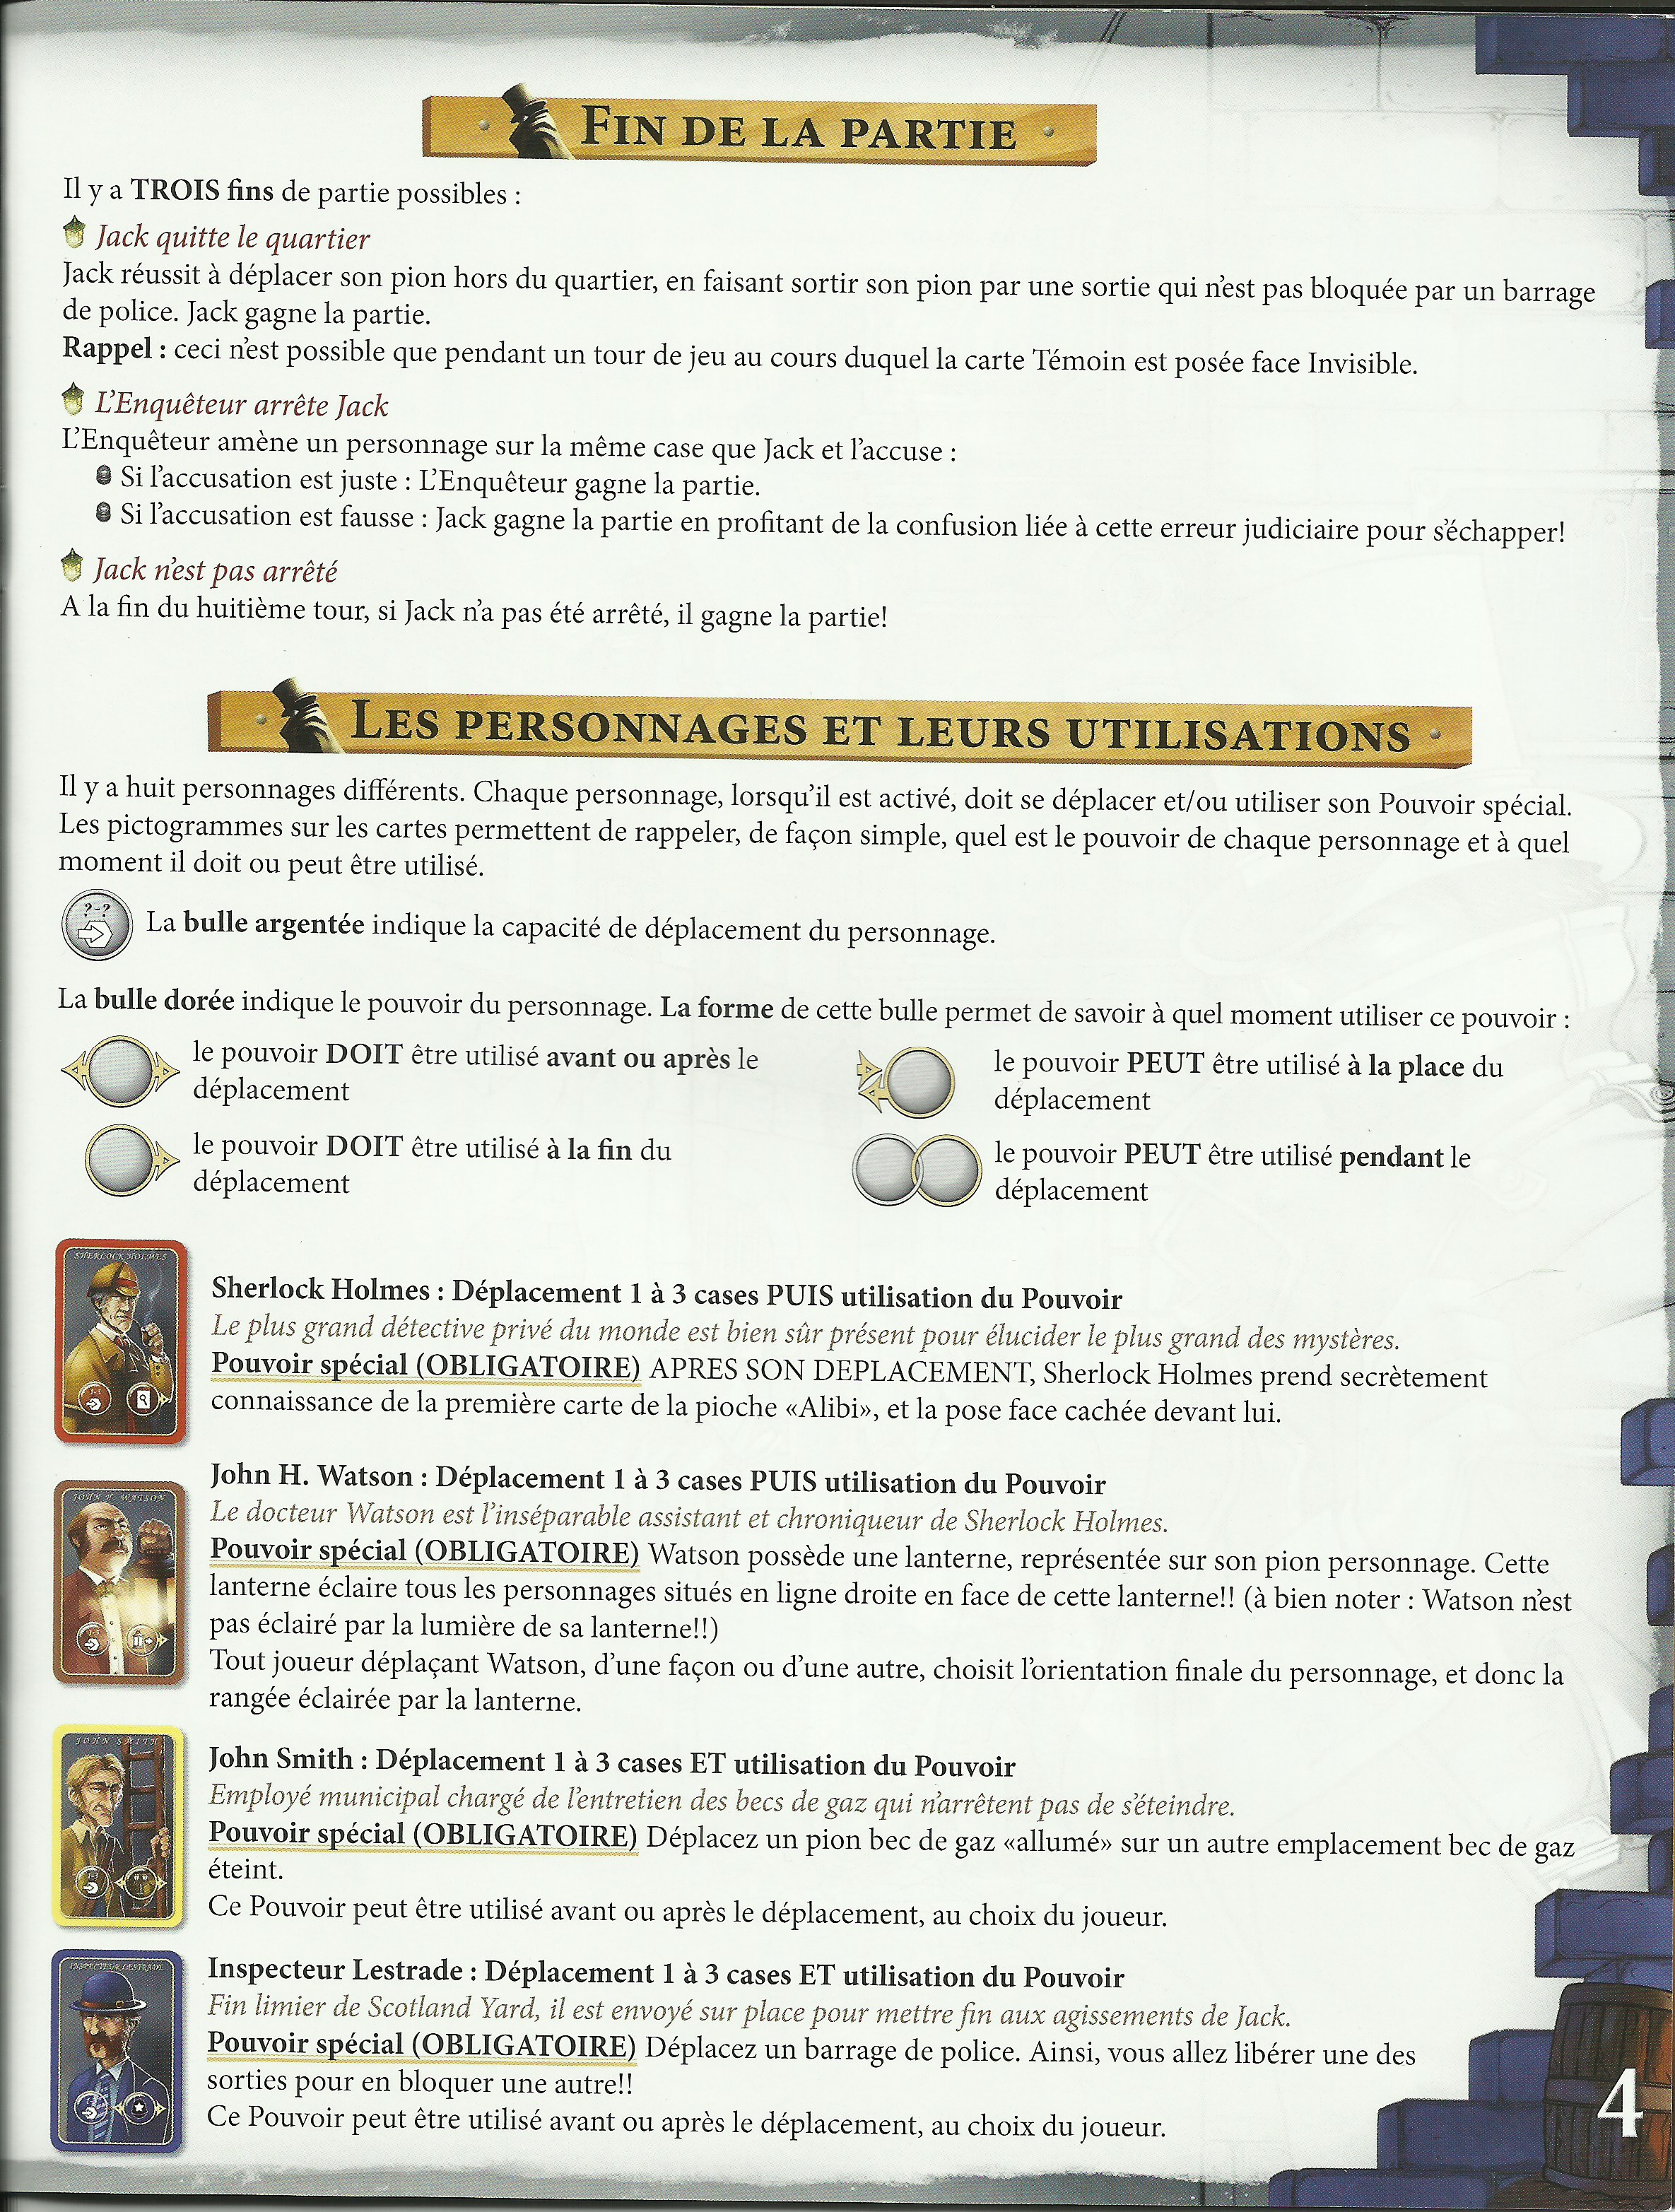 FIN DE LA PARTIE
Il y a TROIS fins de partie possibles :
Jack quitte le quartier
Jack réussit à déplacer son pion hors du quartier, en faisant sortir son pion par une sortie qui n'est pas bloquée par un barrage
de police. Jack gagne la partie.
Rappel : ceci n'est possible que pendant un tour de jeu au cours duquel la carte Témoin est posée face Invisible.
L'Enquêteur arrête Jack
L'Enquêteur amène un personnage sur la même case que Jack et l'accuse :
Si l'accusation est juste : L'Enquêteur gagne la partie.
Si l'accusation est fausse : Jack gagne la partie en profitant de la confusion liée à cette erreur judiciaire pour s'échapper!
Jack n'est pas arrêté
A la fin du huitième tour, si Jack n'a pas été arrêté, il gagne la partie!
LES PERSONNAGES ET LEURS UTILISATIONS
Il y a huit personnages différents. Chaque personnage, lorsqu'il est activé, doit se déplacer et/ou utiliser son Pouvoir spécial.
Les pictogrammes sur les cartes permettent de rappeler, de façon simple, quel est le pouvoir de chaque personnage et à quel
moment il doit ou peut être utilisé.
?-?
La bulle argentée indique la capacité de déplacement du personnage.
La bulle dorée indique le pouvoir du personnage. La forme de cette bulle permet de savoir à quel moment utiliser ce pouvoir :
le pouvoir DOIT être utilisé avant ou après le
déplacement
le pouvoir PEUT être utilisé à la place du
déplacement
le pouvoir DOIT être utilisé à la fin du
déplacement
le pouvoir PEUT être utilisé pendant le
déplacement
SHERLOCK HOLMES
1-3
Sherlock Holmes : Déplacement 1 à 3 cases PUIS utilisation du Pouvoir
Le plus grand détective privé du monde est bien sûr présent pour élucider le plus grand des mystères.
Pouvoir spécial (OBLIGATOIRE) APRES SON DEPLACEMENT, Sherlock Holmes prend secrètement
connaissance de la première carte de la pioche «Alibi», et la pose face cachée devant lui.
JOHN H. WATSON
1-3
John H. Watson : Déplacement 1 à 3 cases PUIS utilisation du Pouvoir
Le docteur Watson est l'inséparable assistant et chroniqueur de Sherlock Holmes.
Pouvoir spécial (OBLIGATOIRE) Watson possède une lanterne, représentée sur son pion personnage. Cette
lanterne éclaire tous les personnages situés en ligne droite en face de cette lanterne!! (à bien noter : Watson n'est
pas éclairé par la lumière de sa lanterne!!)
Tout joueur déplaçant Watson, d'une façon ou d'une autre, choisit l'orientation finale du personnage, et donc la
rangée éclairée par la lanterne.
JOHN SMITH
1-3
John Smith : Déplacement 1 à 3 cases ET utilisation du Pouvoir
Employé municipal chargé de l'entretien des becs de gaz qui n'arrêtent pas de s'éteindre.
Pouvoir spécial (OBLIGATOIRE) Déplacez un pion bec de gaz «allumé» sur un autre emplacement bec de gaz
éteint.
Ce Pouvoir peut être utilisé avant ou après le déplacement, au choix du joueur.
INSPECTEUR LESTRADE
1-3
Inspecteur Lestrade : Déplacement 1 à 3 cases ET utilisation du Pouvoir
Fin limier de Scotland Yard, il est envoyé sur place pour mettre fin aux agissements de Jack.
Pouvoir spécial (OBLIGATOIRE) Déplacez un barrage de police. Ainsi, vous allez libérer une des
sorties pour en bloquer une autre!!
Ce Pouvoir peut être utilisé avant ou après le déplacement, au choix du joueur.
4